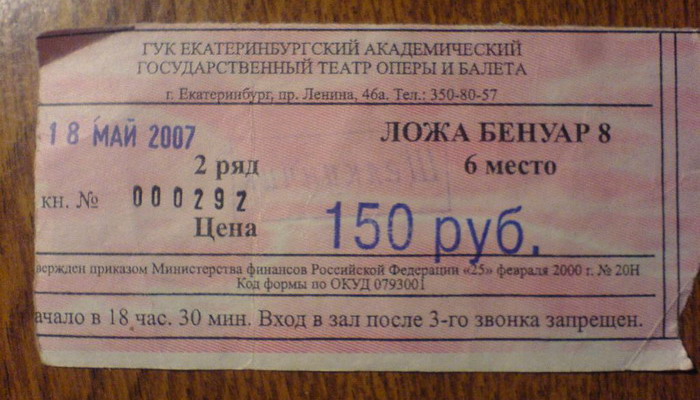 ГУК ЕКАТЕРИНБУРГСКИЙ АКАДЕМИЧЕСКИЙ
ГОСУДАРСТВЕННЫЙ ТЕАТР ОПЕРЫ И БАЛЕТА
г. Екатеринбург, пр. Ленина, 46а. Тел.: 350-80-57
18 МАЙ 2007
ЛОЖА БЕНУАР 8
2 ряд
6 место
кн. № 000292
Цена
150 руб.
вержден приказом Министерства финансов Российской Федерации «25» февраля 2000 г. № 20Н
Код формы по ОКУД 0793001
ачало в 18 час. 30 мин. Вход в зал после 3-го звонка запрещен.